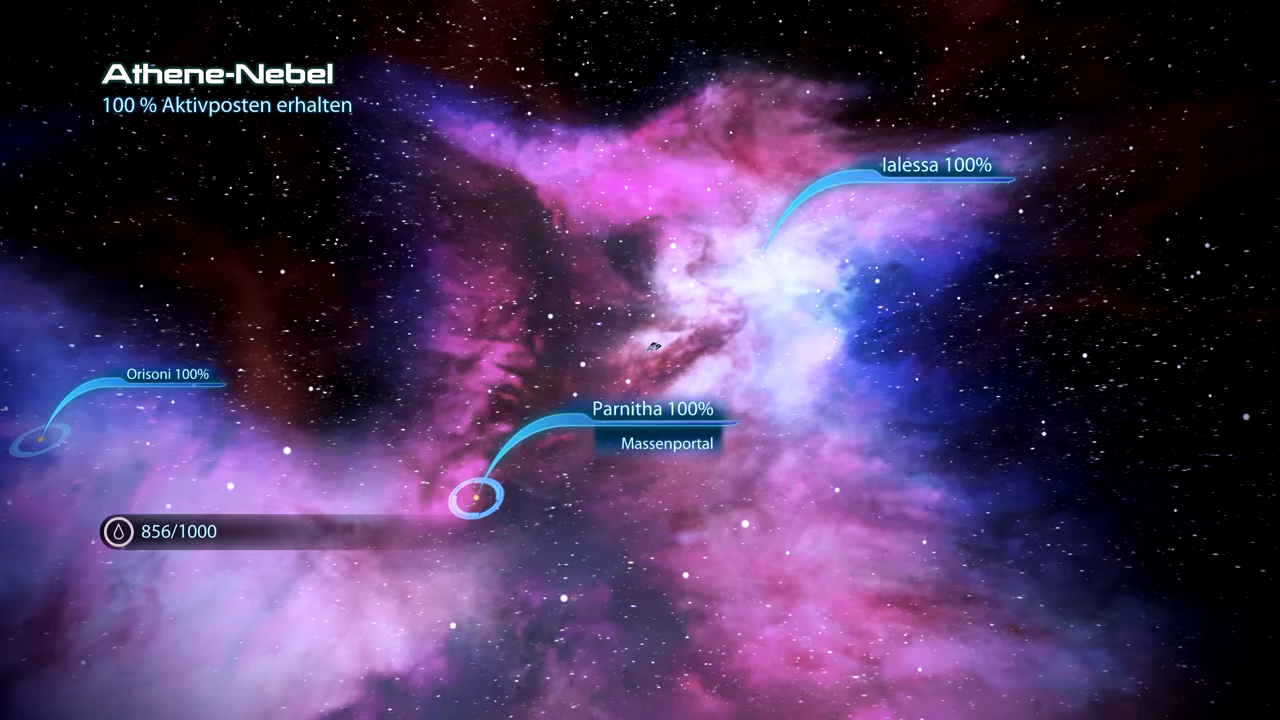 Athene-Nebel
100 % Aktivposten erhalten
Ialessa 100%
Orisoni 100%
Parnitha 100%
Massenportal
856/1000